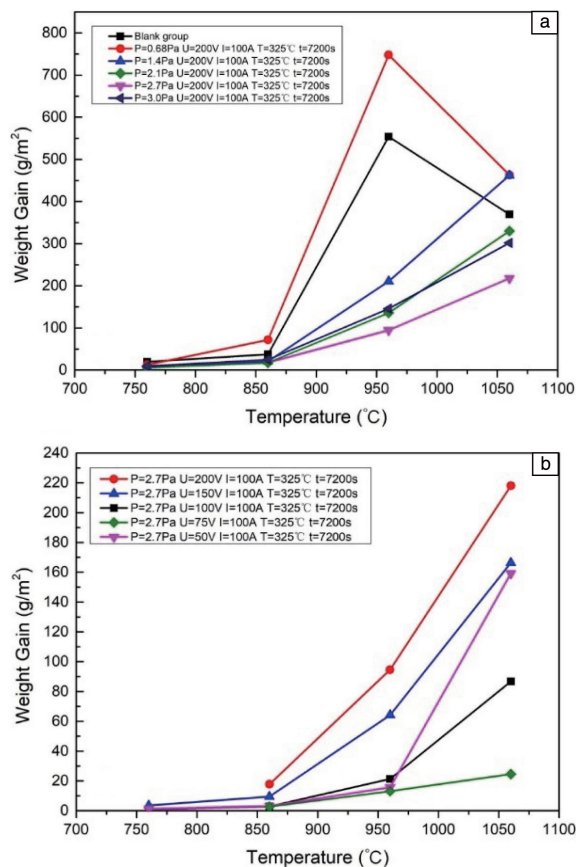 a
Blank group
P=0.68Pa U=200V I=100A T=325℃ t=7200s
P=1.4Pa U=200V I=100A T=325℃ t=7200s
P=2.1Pa U=200V I=100A T=325℃ t=7200s
P=2.7Pa U=200V I=100A T=325℃ t=7200s
P=3.0Pa U=200V I=100A T=325℃ t=7200s
800
700
600
500
400
300
200
100
0
Weight Gain (g/m²)
700 750 800 850 900 950 1000 1050 1100
Temperature (℃)
b
P=2.7Pa U=200V I=100A T=325℃ t=7200s
P=2.7Pa U=150V I=100A T=325℃ t=7200s
P=2.7Pa U=100V I=100A T=325℃ t=7200s
P=2.7Pa U=75V I=100A T=325℃ t=7200s
P=2.7Pa U=50V I=100A T=325℃ t=7200s
240
220
200
180
160
140
120
100
80
60
40
20
0
Weight Gain (g/m²)
700 750 800 850 900 950 1000 1050 1100
Temperature (℃)